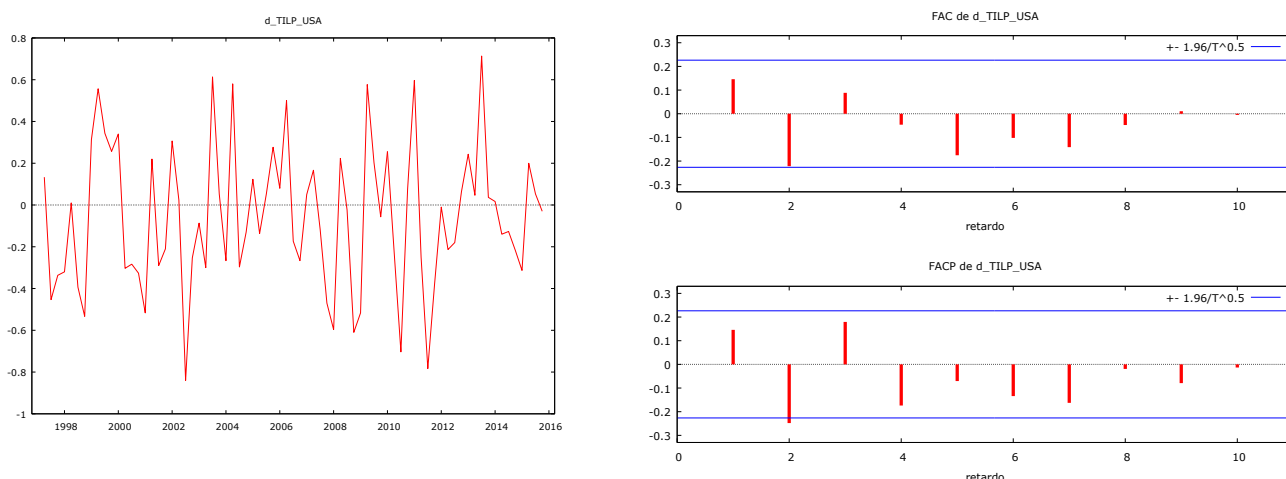 d_TILP_USA
0.8
0.6
0.4
0.2
0
-0.2
-0.4
-0.6
-0.8
-1
1998 2000 2002 2004 2006 2008 2010 2012 2014 2016
FAC de d_TILP_USA
+- 1.96/T^0.5
0.3
0.2
0.1
0
-0.1
-0.2
-0.3
0 2 4 6 8 10
retardo
FACP de d_TILP_USA
+- 1.96/T^0.5
0.3
0.2
0.1
0
-0.1
-0.2
-0.3
0 2 4 6 8 10
retardo